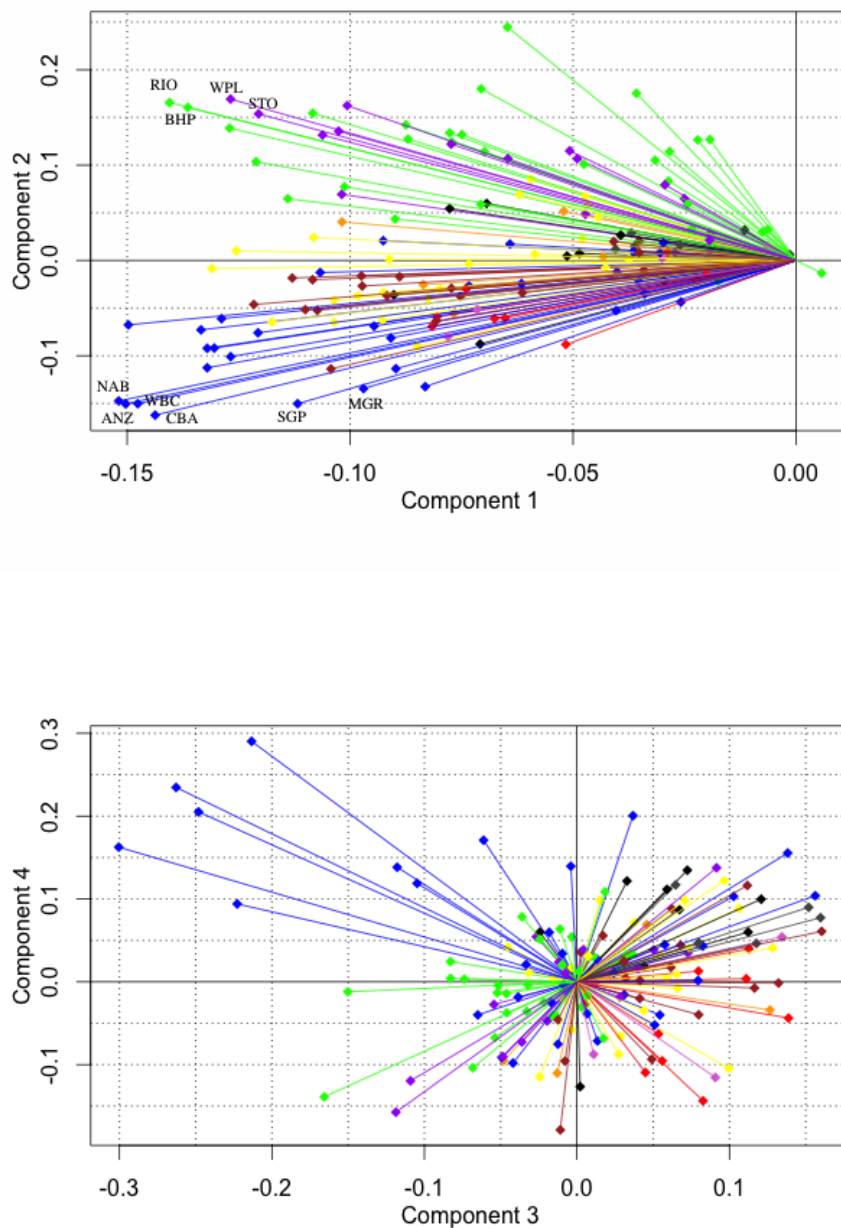 0.2
0.1
0.0
-0.1
Component 2
RIO
WPL
STO
BHP
NAB
WBC
ANZ
CBA
SGP
MGR
-0.15 -0.10 -0.05 0.00
Component 1
0.3
0.2
0.1
0.0
-0.1
Component 4
-0.3 -0.2 -0.1 0.0 0.1
Component 3